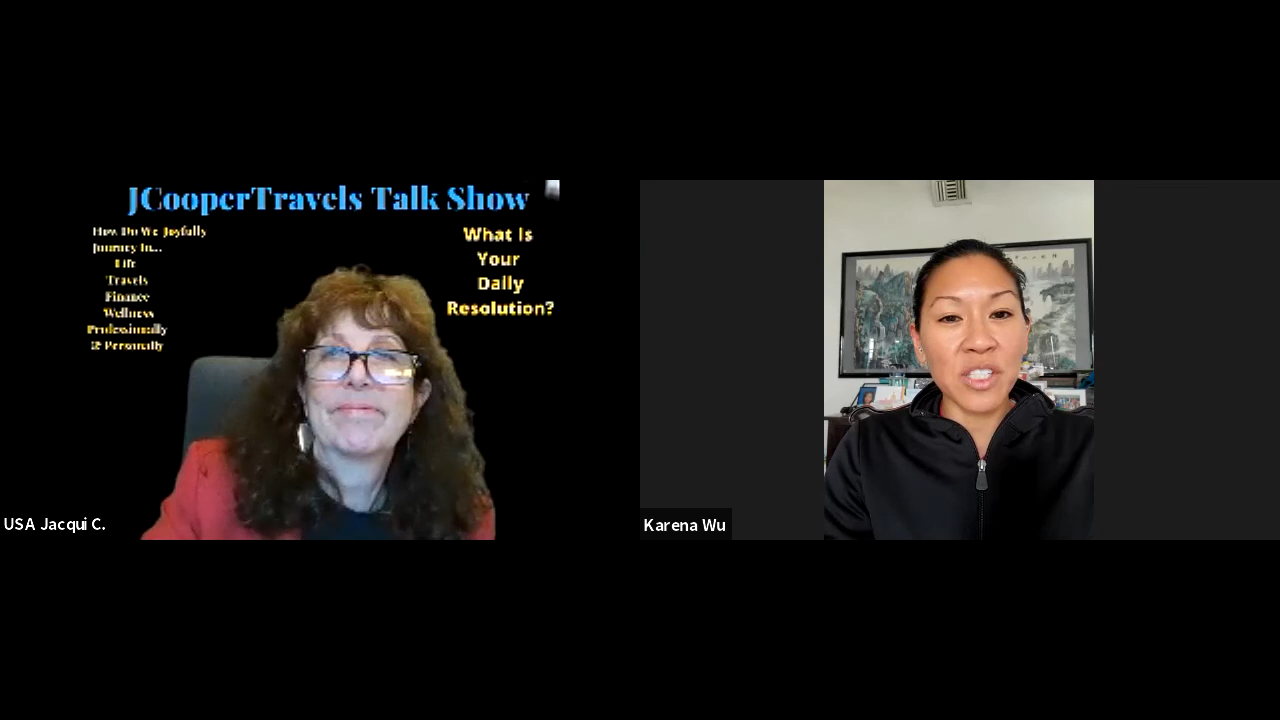 JCooperTravels Talk Show
How Do We Joyfully
Journey In...
Life
Travels
Finance
Wellness
Professionally
& Personally
What Is
Your
Daily
Resolution?
USA Jacqui C.
Karena Wu